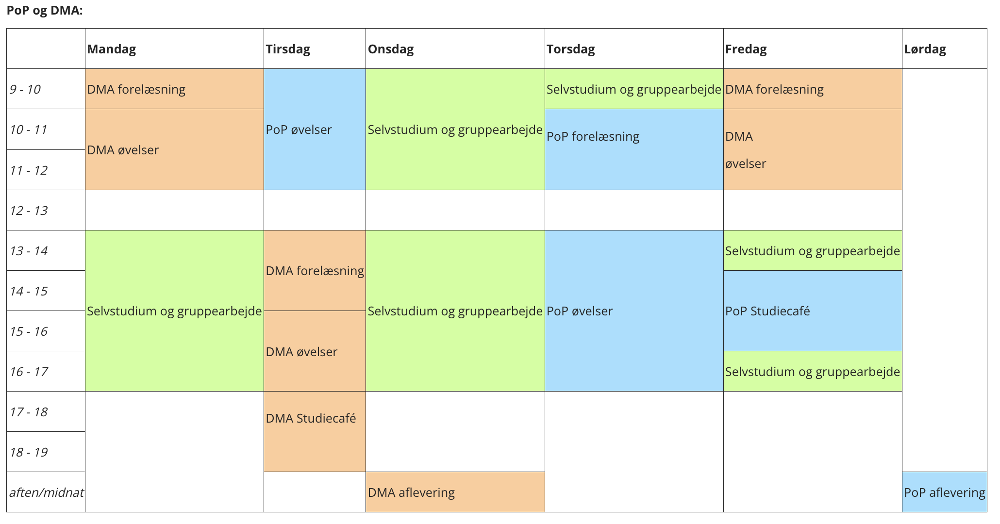 PoP og DMA:
Mandag Tirsdag Onsdag Torsdag Fredag Lørdag
9 - 10 DMA forelæsning Selvstudium og gruppearbejde DMA forelæsning
10 - 11 PoP øvelser Selvstudium og gruppearbejde PoP forelæsning DMA
DMA øvelser øvelser
11 - 12
12 - 13
13 - 14 Selvstudium og gruppearbejde
DMA forelæsning
14 - 15
Selvstudium og gruppearbejde Selvstudium og gruppearbejde PoP øvelser PoP Studiecafé
15 - 16
DMA øvelser
16 - 17 Selvstudium og gruppearbejde
17 - 18 DMA Studiecafé
18 - 19
aften/midnat DMA aflevering PoP aflevering